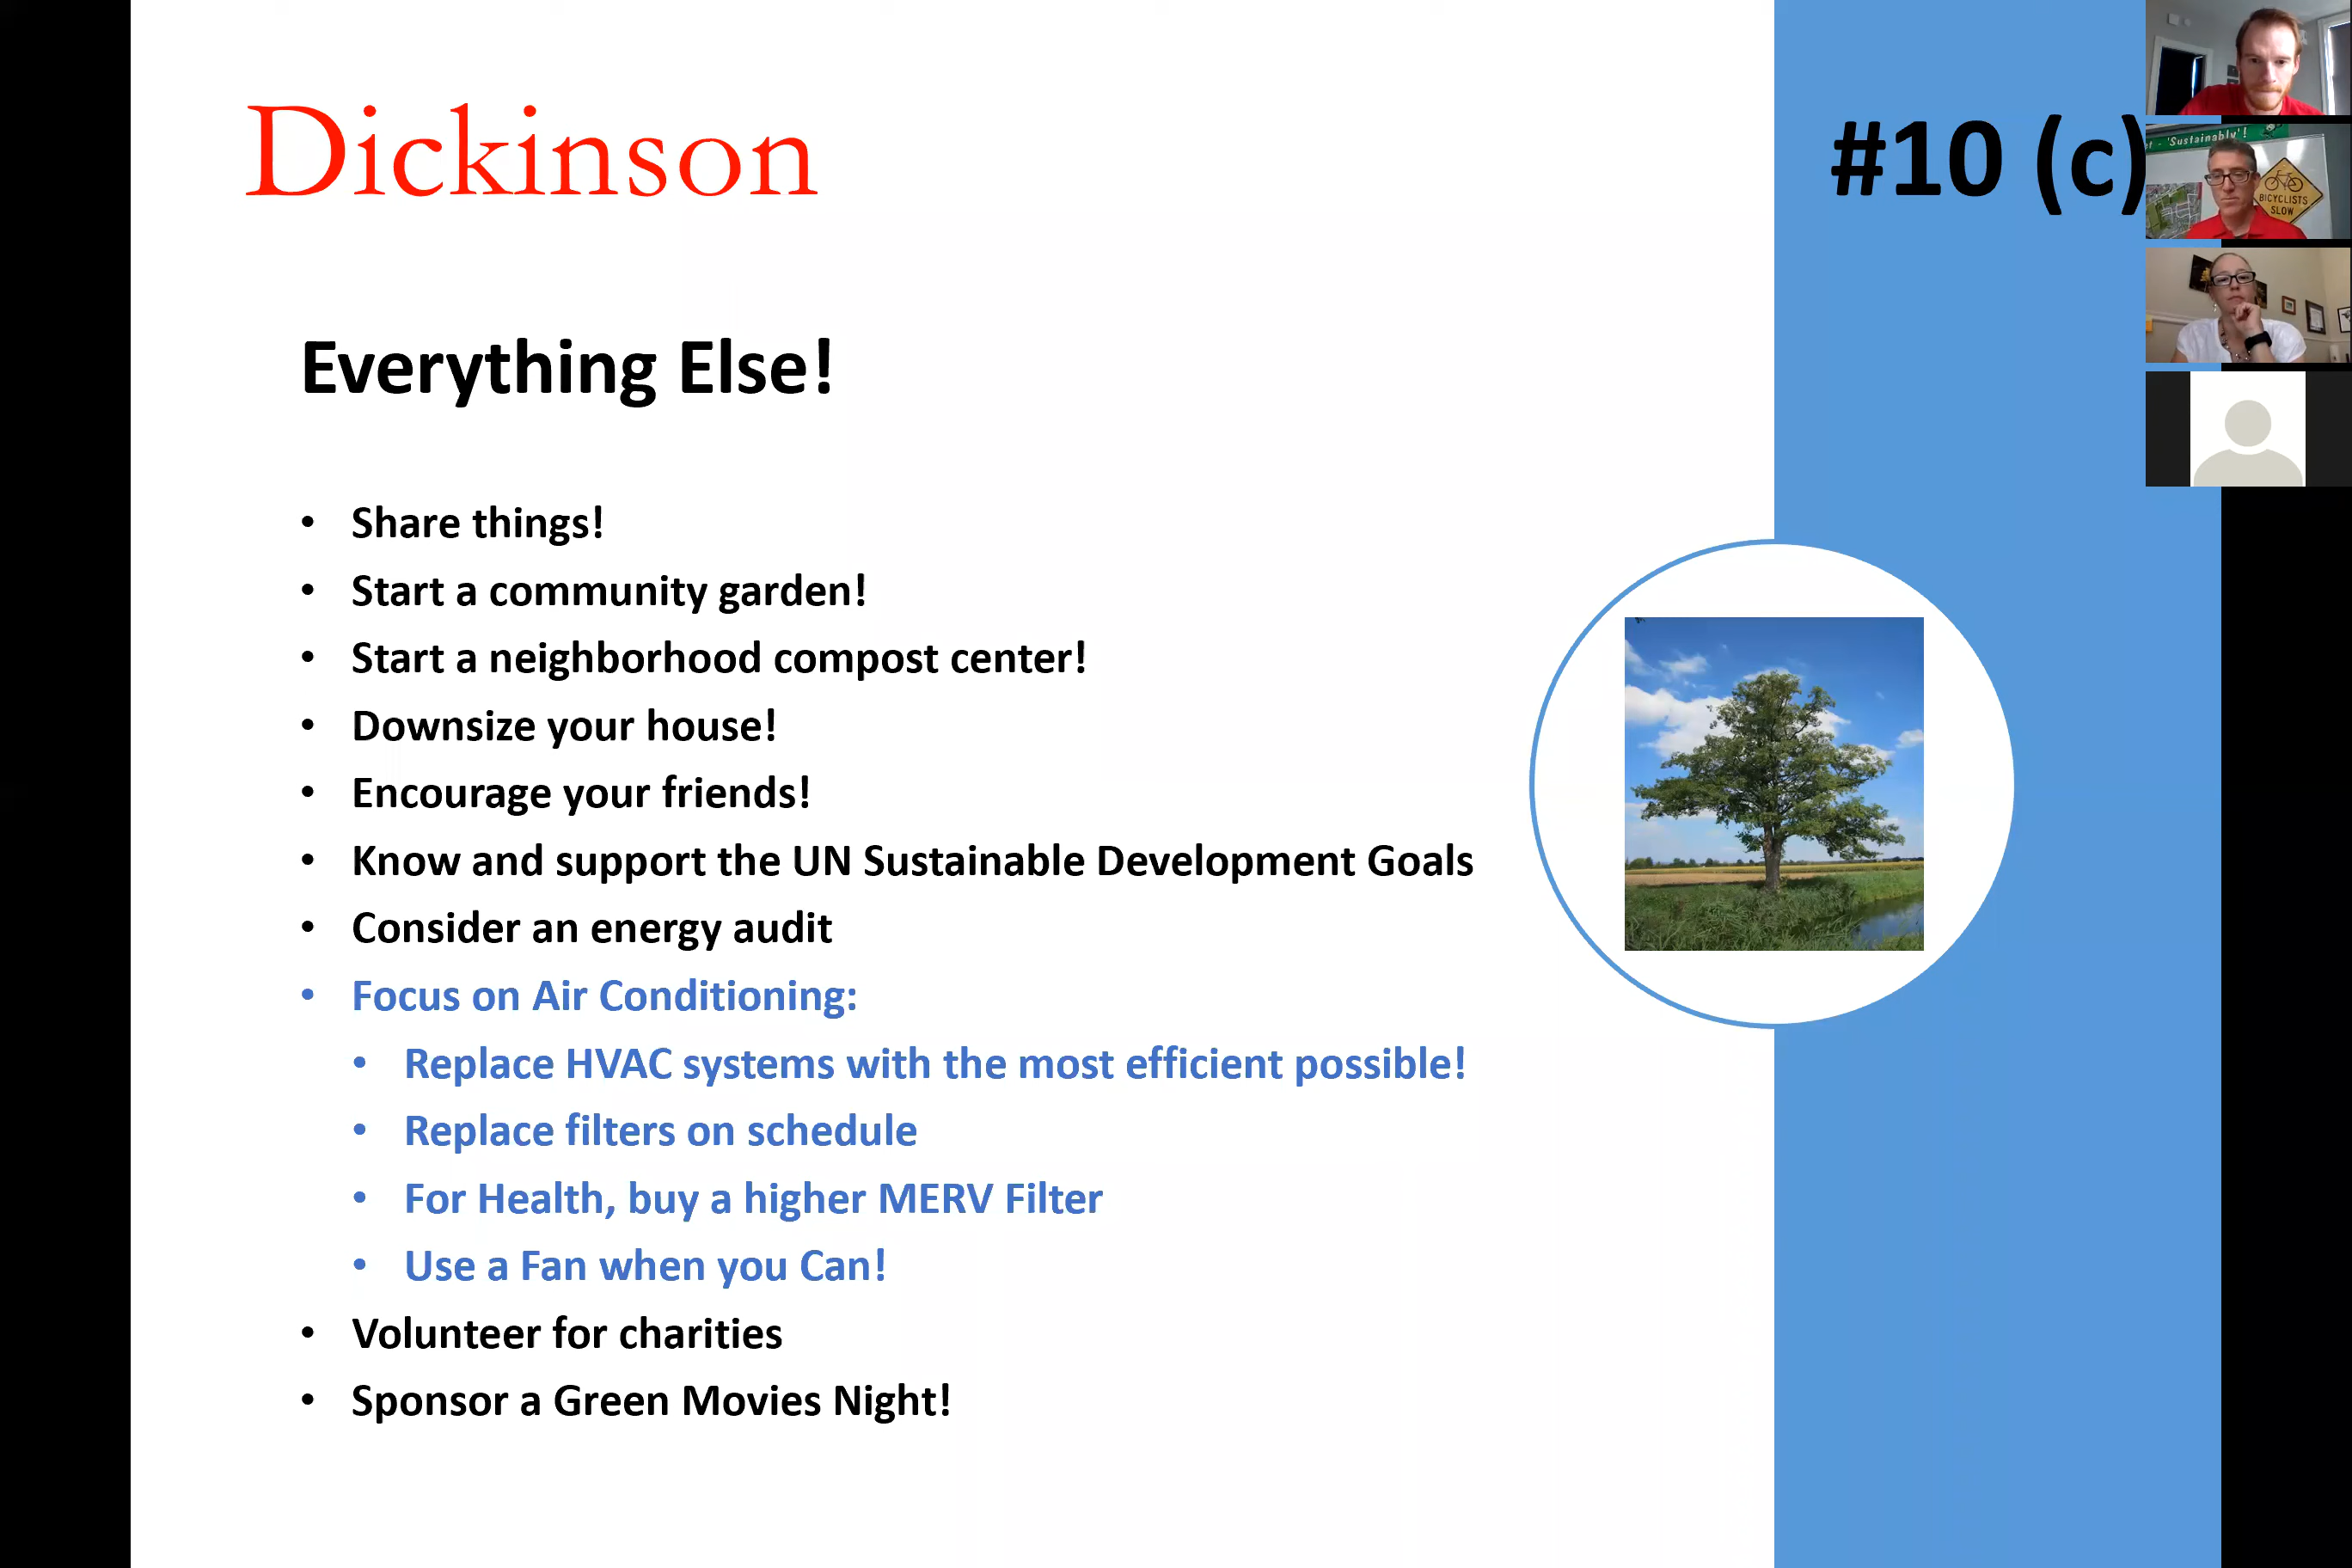 Dickinson
#10 (c)
Everything Else!
• Share things!
• Start a community garden!
• Start a neighborhood compost center!
• Downsize your house!
• Encourage your friends!
• Know and support the UN Sustainable Development Goals
• Consider an energy audit
• Focus on Air Conditioning:
• Replace HVAC systems with the most efficient possible!
• Replace filters on schedule
• For Health, buy a higher MERV Filter
• Use a Fan when you Can!
• Volunteer for charities
• Sponsor a Green Movies Night!
'Sustainably'!
BICYCLISTS
SLOW